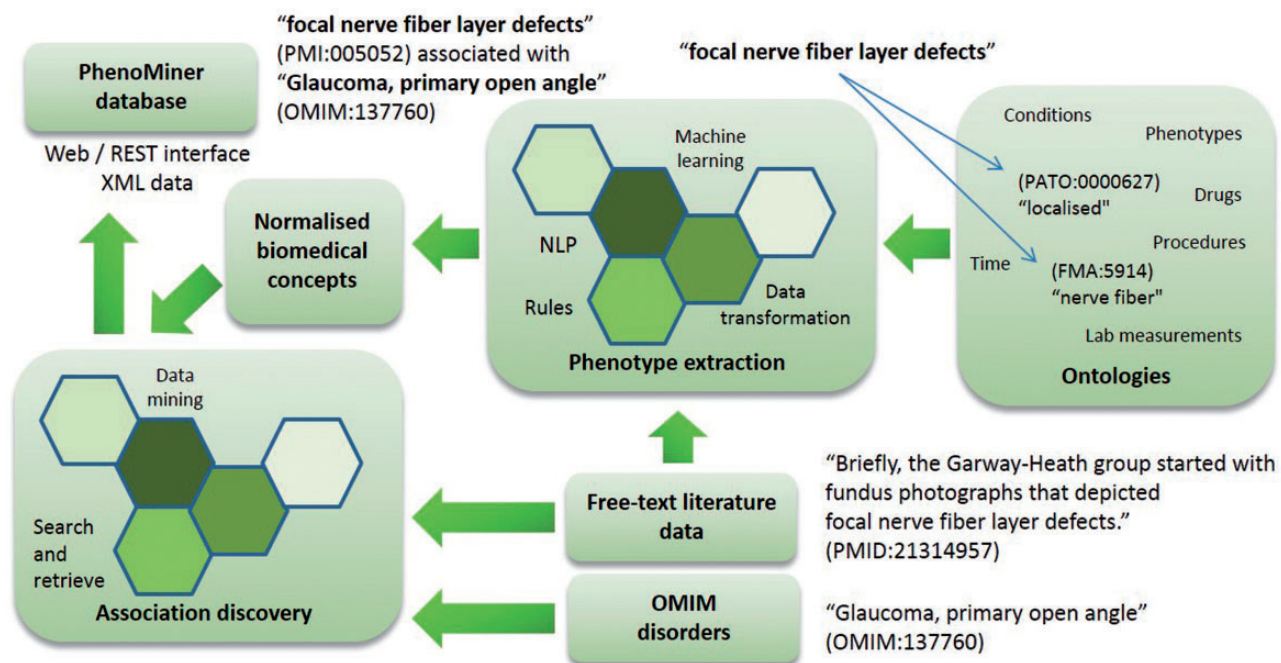 PhenoMiner
database
Web / REST interface
XML data
“focal nerve fiber layer defects”
(PMI:005052) associated with
“Glaucoma, primary open angle”
(OMIM:137760)
“focal nerve fiber layer defects”
Normalised
biomedical
concepts
Machine
learning
NLP
Rules
Data
transformation
Phenotype extraction
Conditions
Phenotypes
(PATO:0000627)
“localised"
Drugs
Procedures
Time
(FMA:5914)
“nerve fiber"
Lab measurements
Ontologies
Data
mining
Search
and
retrieve
Association discovery
Free-text literature
data
“Briefly, the Garway-Heath group started with
fundus photographs that depicted
focal nerve fiber layer defects.”
(PMID:21314957)
OMIM
disorders
“Glaucoma, primary open angle”
(OMIM:137760)